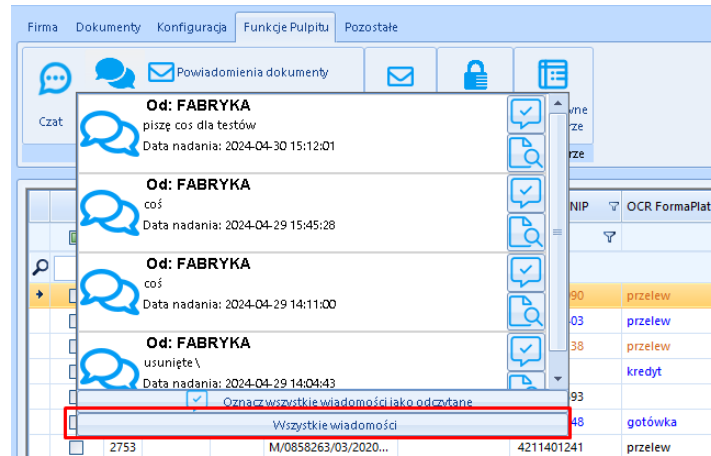 Firma Dokumenty Konfiguracja Funkcje Pulpitu Pozostałe
Powiadomienia dokumenty
Czat
Od: FABRYKA
piszę cos dla testów
Data nadania: 2024-04-30 15:12:01
Od: FABRYKA
coś
Data nadania: 2024-04-29 15:45:28
NIP OCR FormaPlat
Od: FABRYKA
coś
Data nadania: 2024-04-29 14:11:00
90 przelew
03 przelew
Od: FABRYKA
38 przelew
usunięte\
kredyt
Data nadania: 2024-04-29 14:04:43
Oznacz wszystkie wiadomości jako odczytane
93
Wszystkie wiadomości
48 gotówka
2753 M/0858263/03/2020... 4211401241 przelew